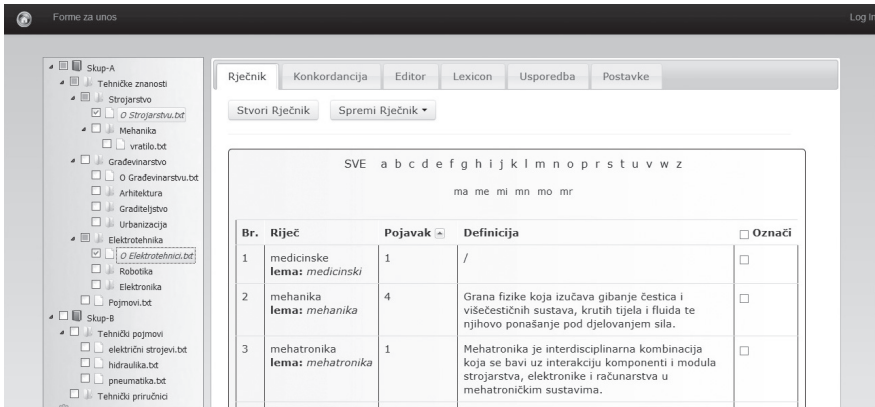 Forme za unos
Log In
Skup-A
Tehničke znanosti
Strojarstvo
O Strojarstvu.txt
Mehanika
vratilo.txt
Građevinarstvo
O Građevinarstvu.txt
Arhitektura
Graditeljstvo
Urbanizacija
Elektrotehnika
O Elektrotehnici.txt
Robotika
Elektronika
Pojmovi.txt
Skup-B
Tehnički pojmovi
električni strojevi.txt
hidraulika.txt
pneumatika.txt
Tehnički priručnici
Rječnik Konkordancija Editor Lexicon Usporedba Postavke
Stvori Rječnik Spremi Rječnik
SVE a b c d e f g h i j k l m n o p r s t u v w z
ma me mi mn mo mr
Br. Riječ Pojavak Definicija Označi
1 medicinske 1 /
lema: medicinski
2 mehanika 4 Grana fizike koja izučava gibanje čestica i
lema: mehanika višečestičnih sustava, krutih tijela i fluida te
njihovo ponašanje pod djelovanjem sila.
3 mehatronika 1 Mehatronika je interdisciplinarna kombinacija
lema: mehatronika koja se bavi uz interakciju komponenti i modula
strojarstva, elektronike i računarstva u
mehatroničkim sustavima.